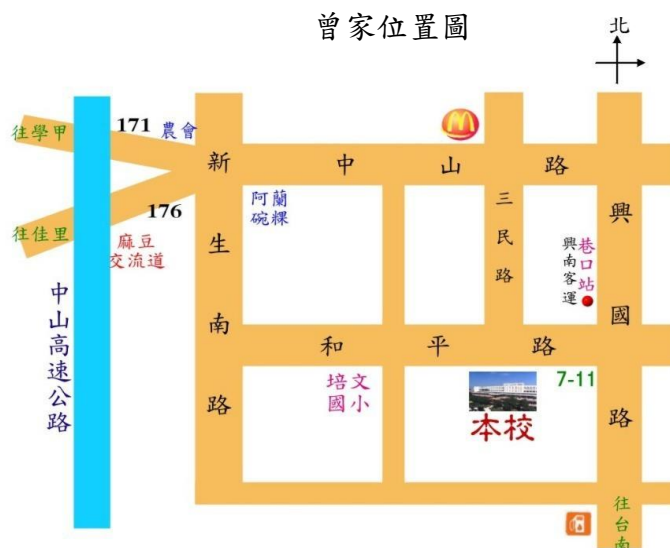 曾家位置圖
北
往學甲
171
農會
新生南路
中山路
三民路
興國路
阿蘭
碗粿
176
往佳里
麻豆
交流道
興南客運
巷口站
中山高速公路
和平路
培文
國小
7-11
本校
往台南